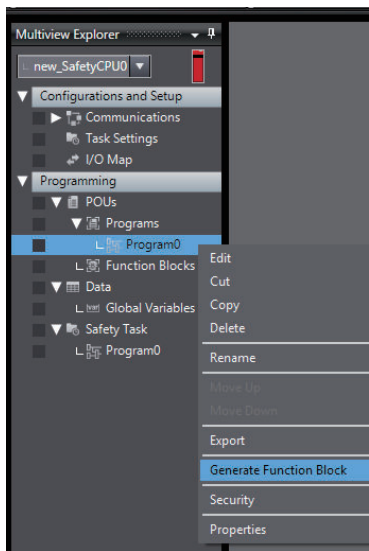 Multiview Explorer
new_SafetyCPU0
Configurations and Setup
Communications
Task Settings
I/O Map
Programming
POUs
Programs
Program0
Function Blocks
Data
Global Variables
Safety Task
Program0
Edit
Cut
Copy
Delete
Rename
Move Up
Move Down
Export
Generate Function Block
Security
Properties